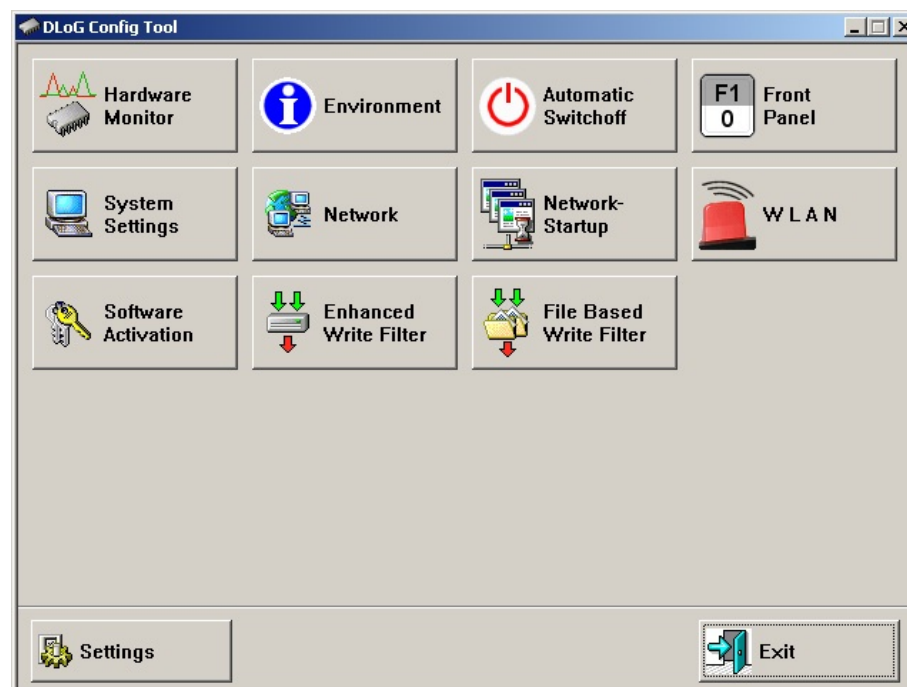 DLoG Config Tool
Hardware
Monitor
Environment
Automatic
Switchoff
F1
0
Front
Panel
System
Settings
Network
Network-
Startup
W L A N
Software
Activation
Enhanced
Write Filter
File Based
Write Filter
Settings
Exit